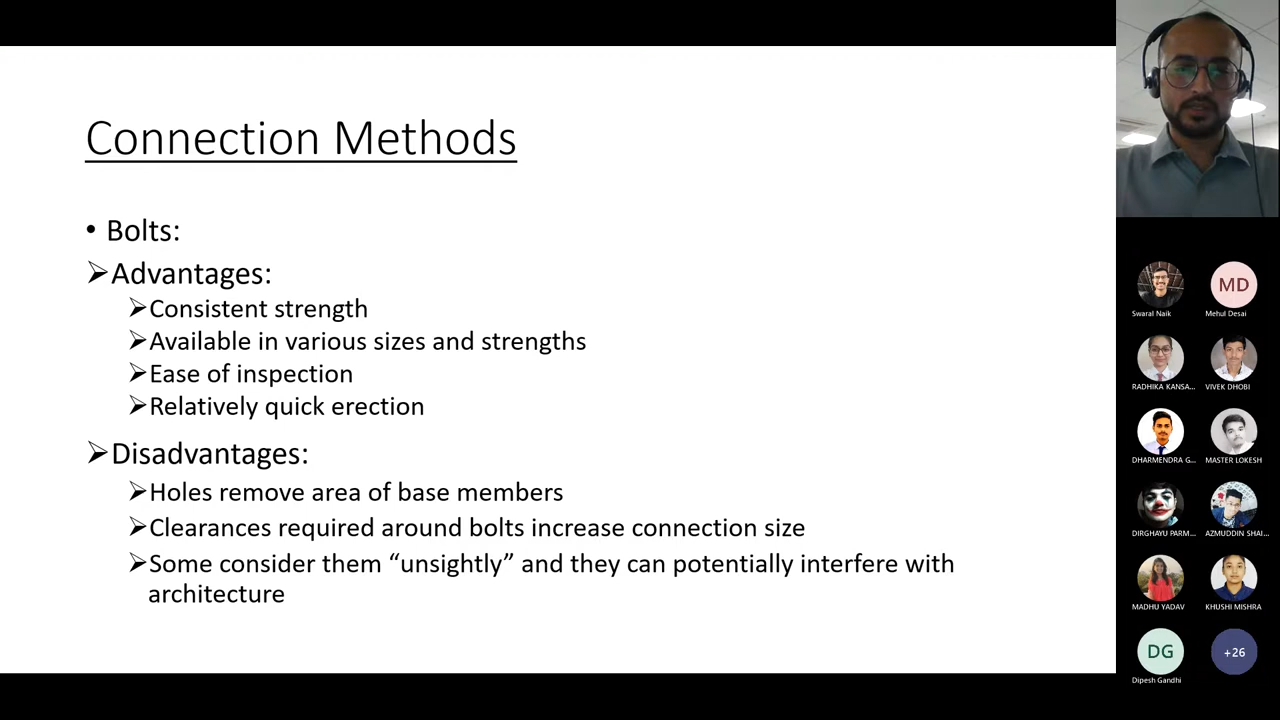 Connection Methods
• Bolts:
➢Advantages:
➢Consistent strength
➢Available in various sizes and strengths
➢Ease of inspection
➢Relatively quick erection
➢Disadvantages:
➢Holes remove area of base members
➢Clearances required around bolts increase connection size
➢Some consider them “unsightly” and they can potentially interfere with
architecture
MD
Swaral Naik
Mehul Desai
RADHIKA KANSA...
VIVEK DHOBI
DHARMENDRA G...
MASTER LOKESH
DIRGHAYU PARM...
AZMUDDIN SHAI...
MADHU YADAV
KHUSHI MISHRA
DG
+26
Dipesh Gandhi